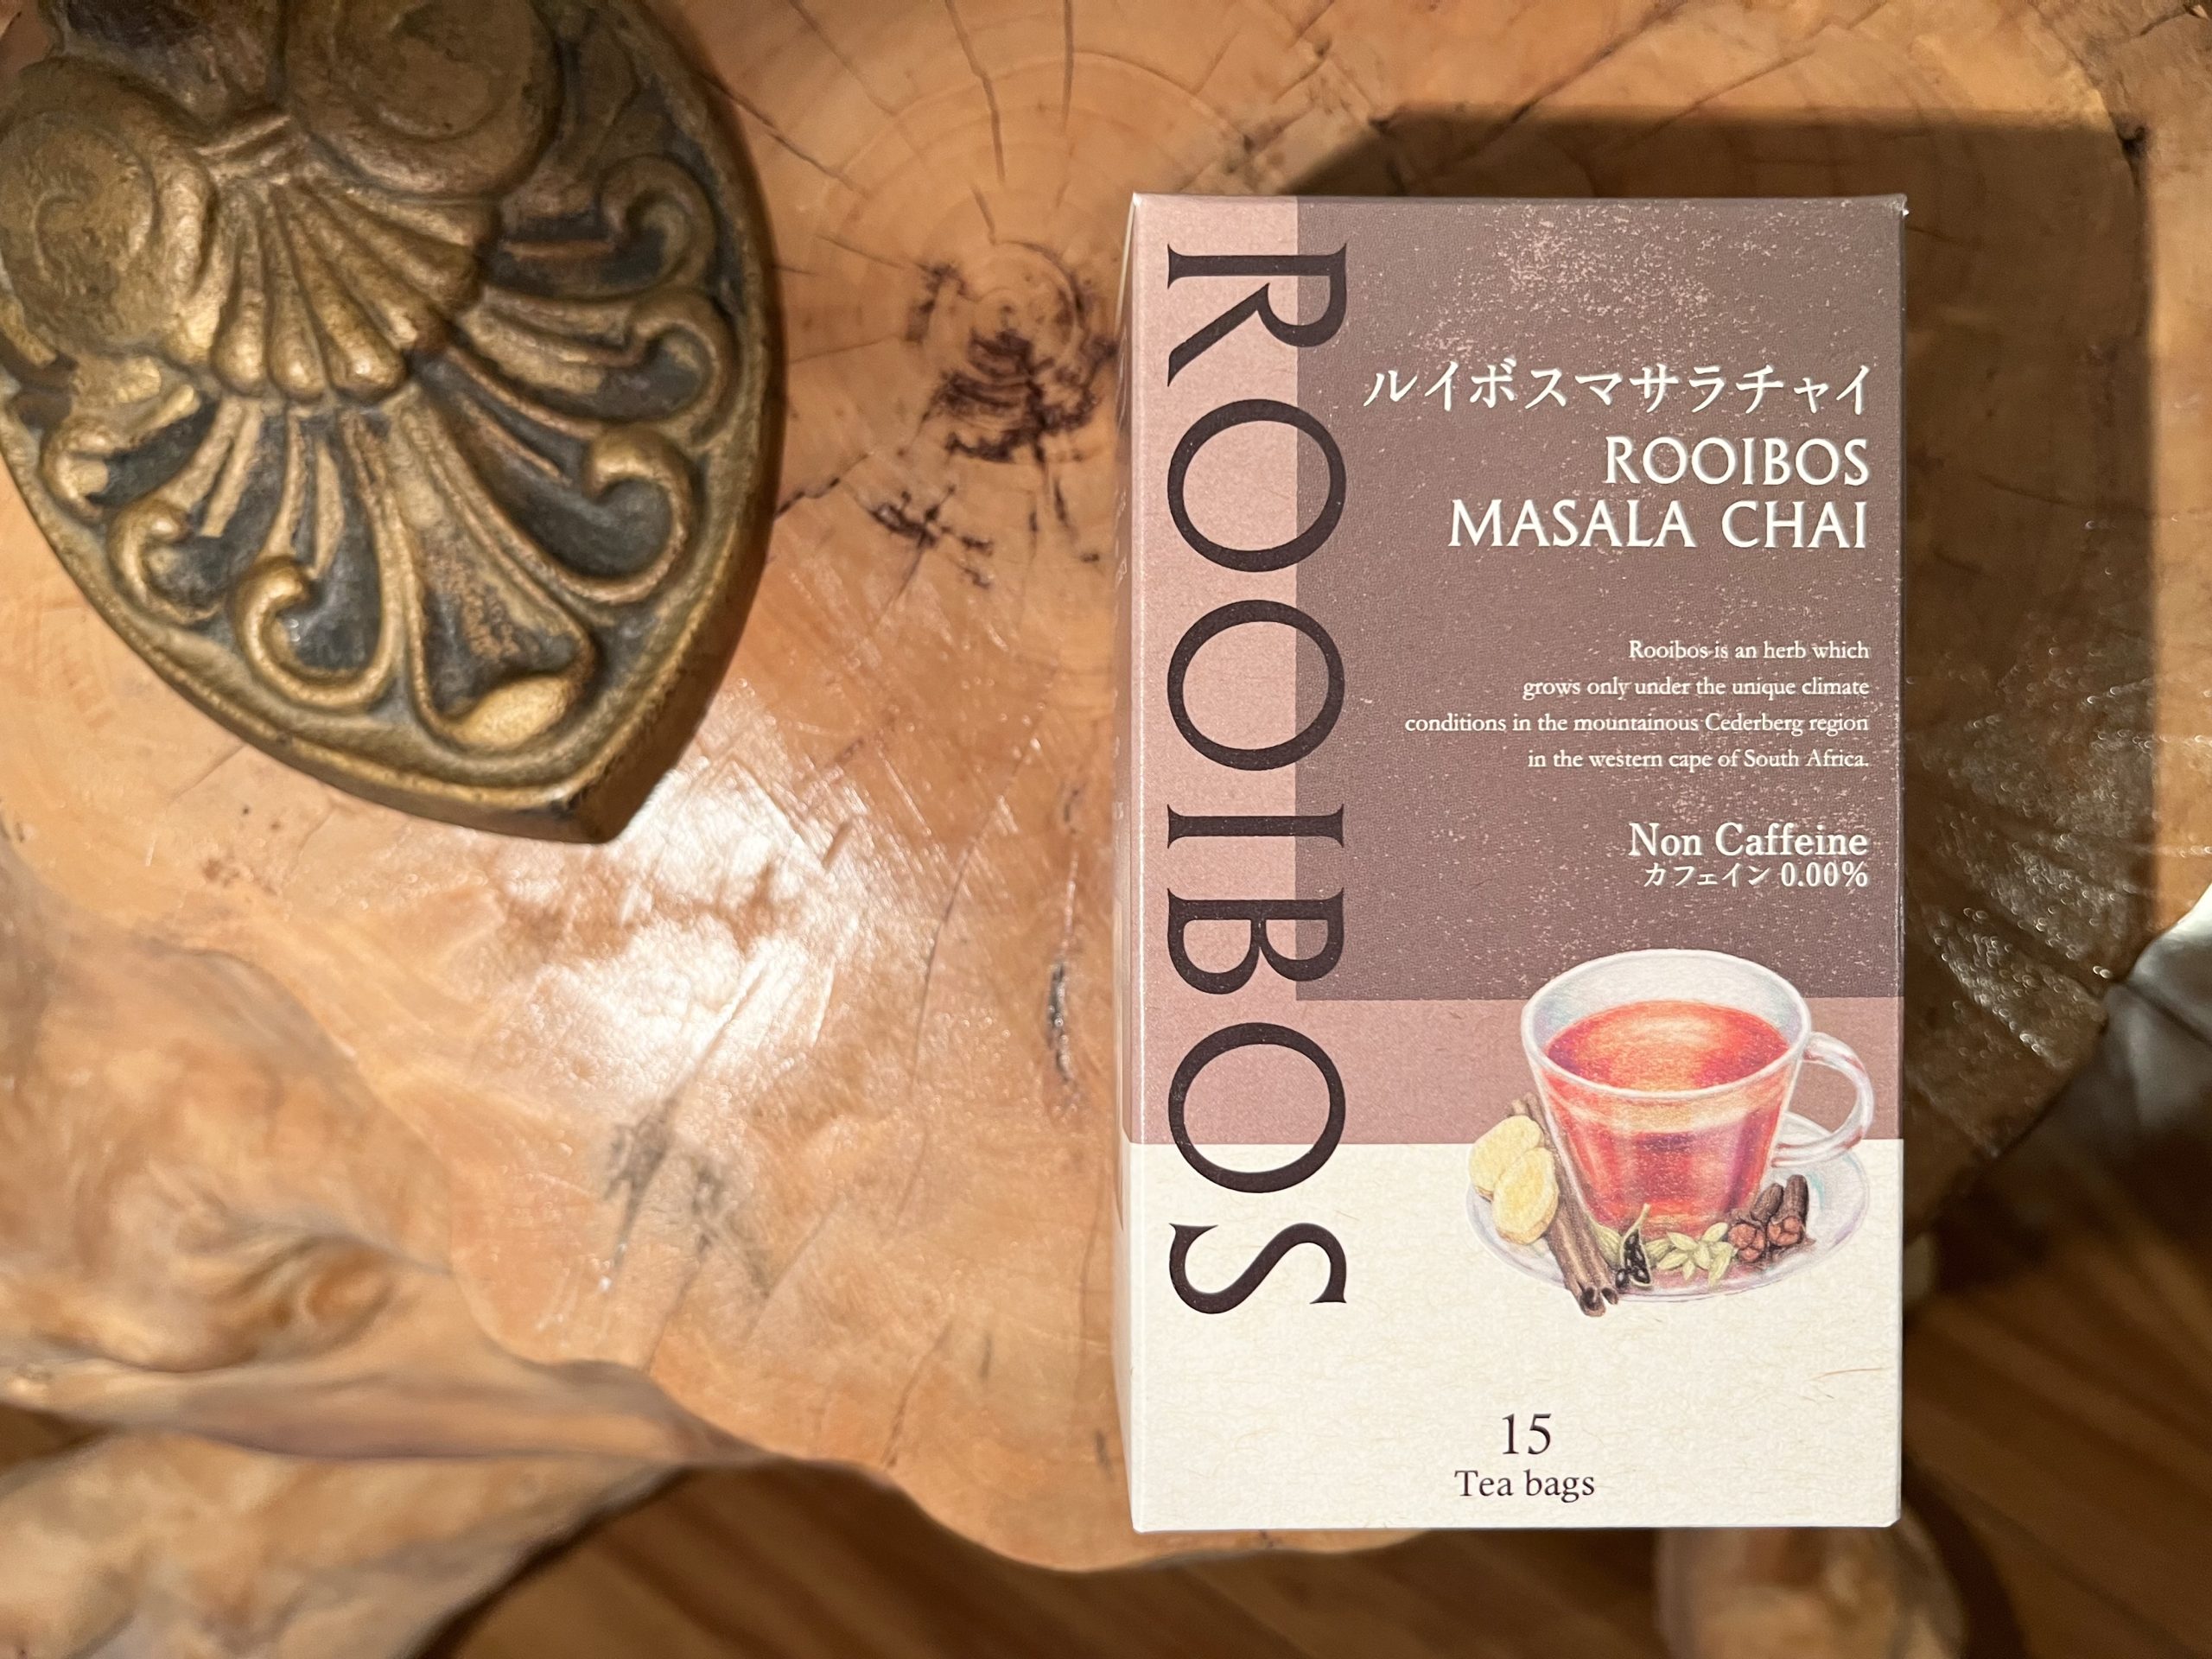 ROOIBOS
ルイボスマサラチャイ
ROOIBOS
MASALA CHAI
Rooibos is an herb which
grows only under the unique climate
conditions in the mountainous Cederberg region
in the western cape of South Africa.
Non Caffeine
カフェイン 0.00%
15
Tea bags